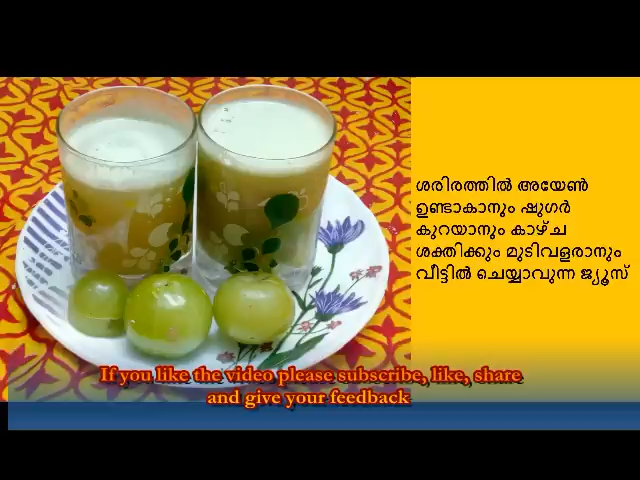 ശരിരത്തിൽ അയേൺ
ഉണ്ടാകാനും ഷുഗർ
കുറയാനും കാഴ്ച
ശക്തിക്കും മുടിവളരാനും
വീട്ടിൽ ചെയ്യാവുന്ന ജ്യൂസ്
If you like the video please subscribe, like, share
and give your feedback